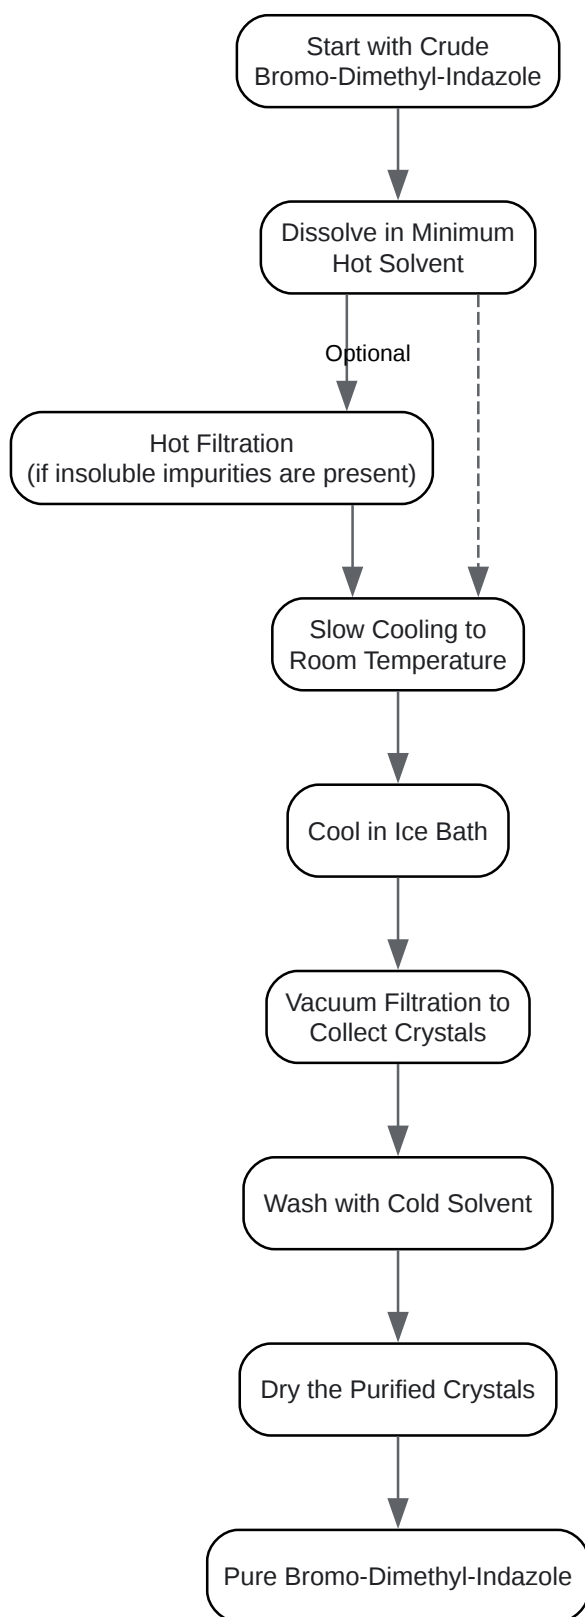 Start with Crude
Bromo-Dimethyl-Indazole
Dissolve in Minimum
Hot Solvent
Optional
Hot Filtration
(if insoluble impurities are present)
Slow Cooling to
Room Temperature
Cool in Ice Bath
Vacuum Filtration to
Collect Crystals
Wash with Cold Solvent
Dry the Purified Crystals
Pure Bromo-Dimethyl-Indazole